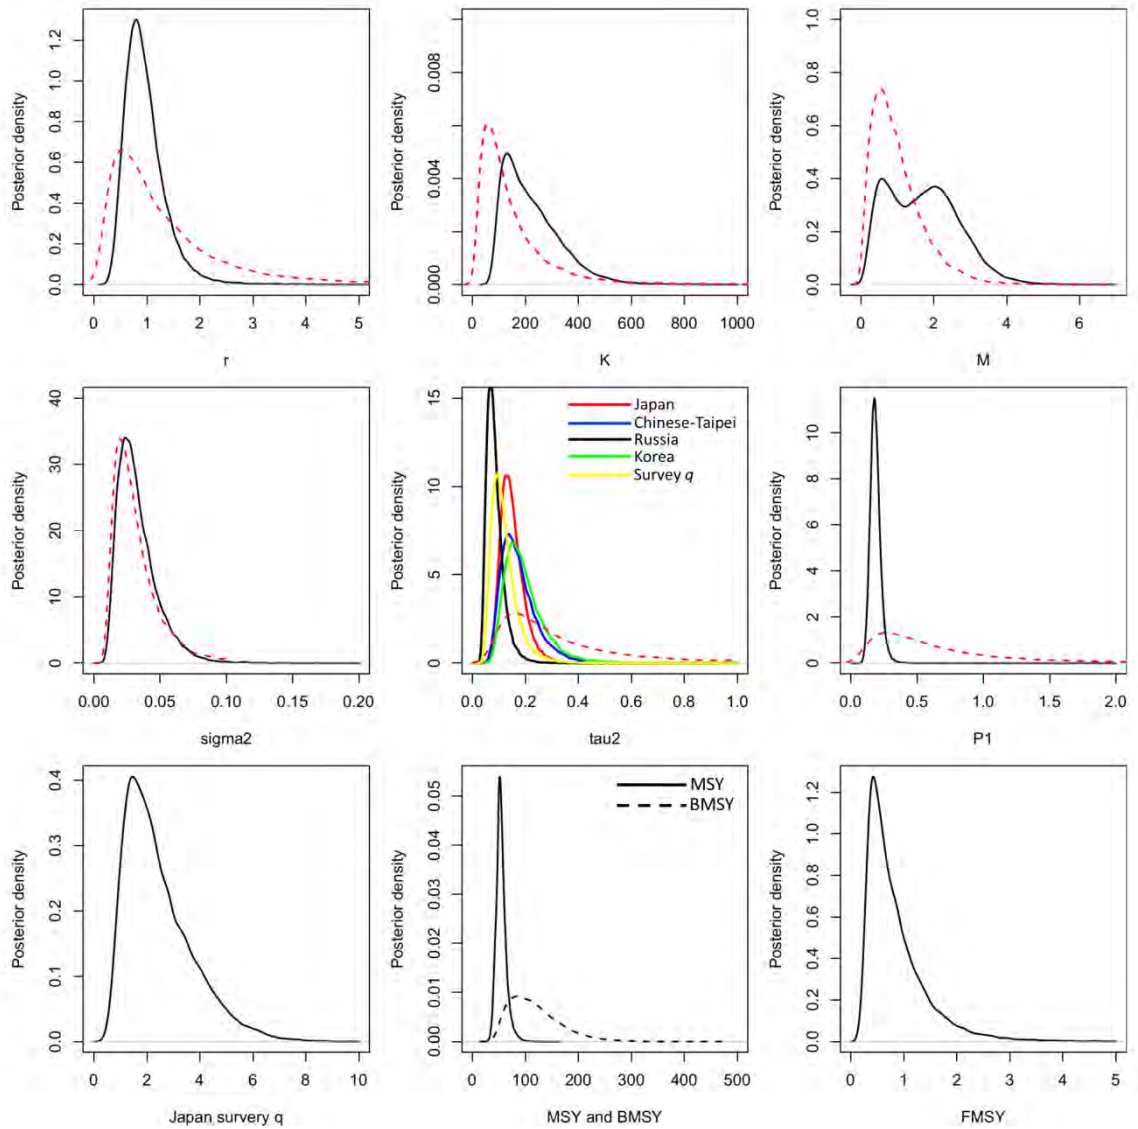 Posterior density
0.0 0.2 0.4 0.6 0.8 1.0 1.2
0 1 2 3 4 5
r
Posterior density
0.000 0.004 0.008
0 200 400 600 800 1000
K
Posterior density
0.0 0.2 0.4 0.6 0.8 1.0
0 2 4 6
M
Posterior density
0 10 20 30 40
0.00 0.05 0.10 0.15 0.20
sigma2
Posterior density
0 5 10 15
Japan
Chinese-Taipei
Russia
Korea
Survey q
0.0 0.2 0.4 0.6 0.8 1.0
tau2
Posterior density
0 2 4 6 8 10
0.0 0.5 1.0 1.5 2.0
P1
Posterior density
0.0 0.1 0.2 0.3 0.4
0 2 4 6 8 10
Japan survery q
Posterior density
0.00 0.01 0.02 0.03 0.04 0.05
MSY
BMSY
0 100 200 300 400 500
MSY and BMSY
Posterior density
0.0 0.2 0.4 0.6 0.8 1.0 1.2
0 1 2 3 4 5
FMSY